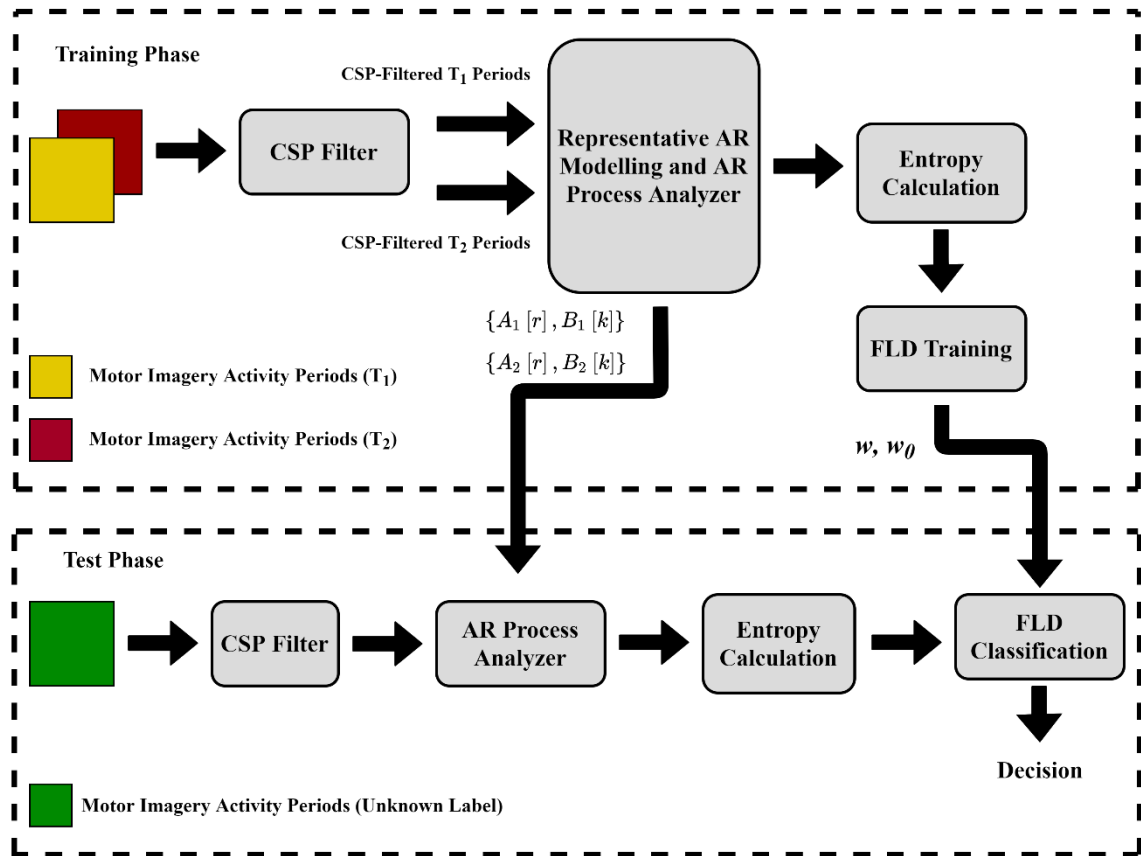 Training Phase
CSP Filter
CSP-Filtered T₁ Periods
CSP-Filtered T₂ Periods
Representative AR
Modelling and AR
Process Analyzer
Entropy
Calculation
FLD Training
{A₁ [r] , B₁ [k]}
{A₂ [r] , B₂ [k]}
w, w₀
Motor Imagery Activity Periods (T₁)
Motor Imagery Activity Periods (T₂)
Test Phase
CSP Filter
AR Process
Analyzer
Entropy
Calculation
FLD
Classification
Decision
Motor Imagery Activity Periods (Unknown Label)